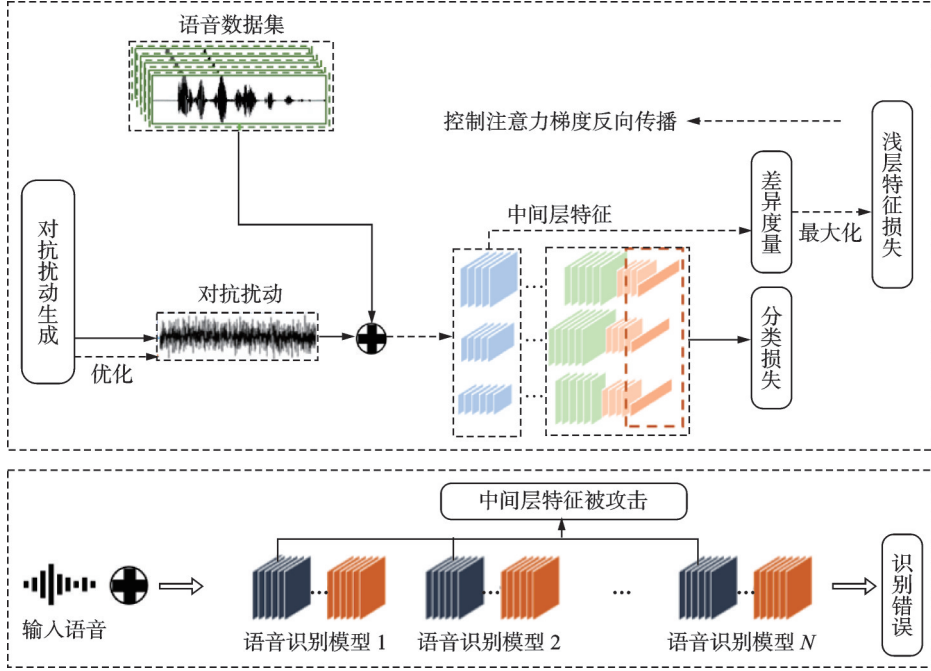 语音数据集
控制注意力梯度反向传播
浅层特征损失
差异度量
最大化
中间层特征
对抗扰动生成
对抗扰动
优化
分类损失
中间层特征被攻击
输入语音
语音识别模型 1
语音识别模型 2
...
语音识别模型 N
识别错误